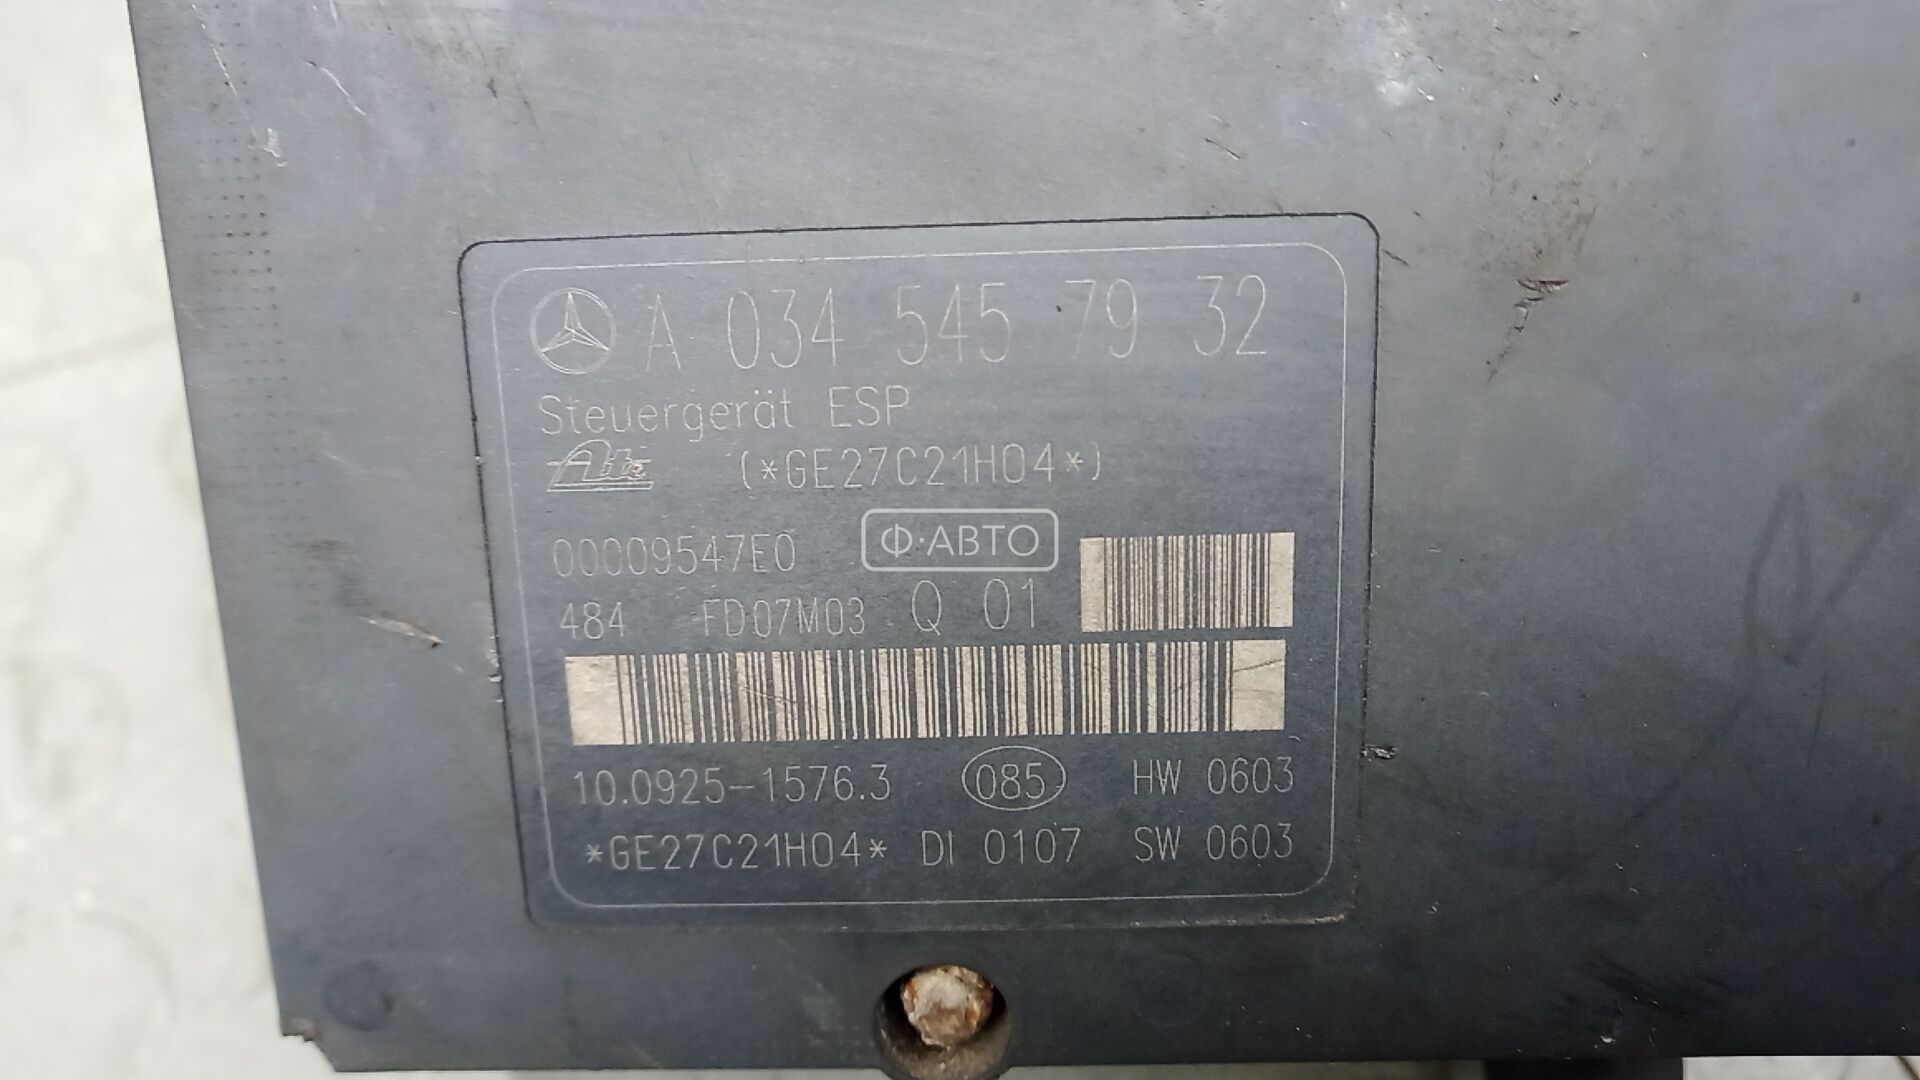 A 034 545 79 32
Steuergerät ESP
Ate (*GE27C21H04*)
00009547E0
Ф·АВТО
484 FD07M03 Q 01
10.0925-1576.3 085 HW 0603
*GE27C21H04* DI 0107 SW 0603